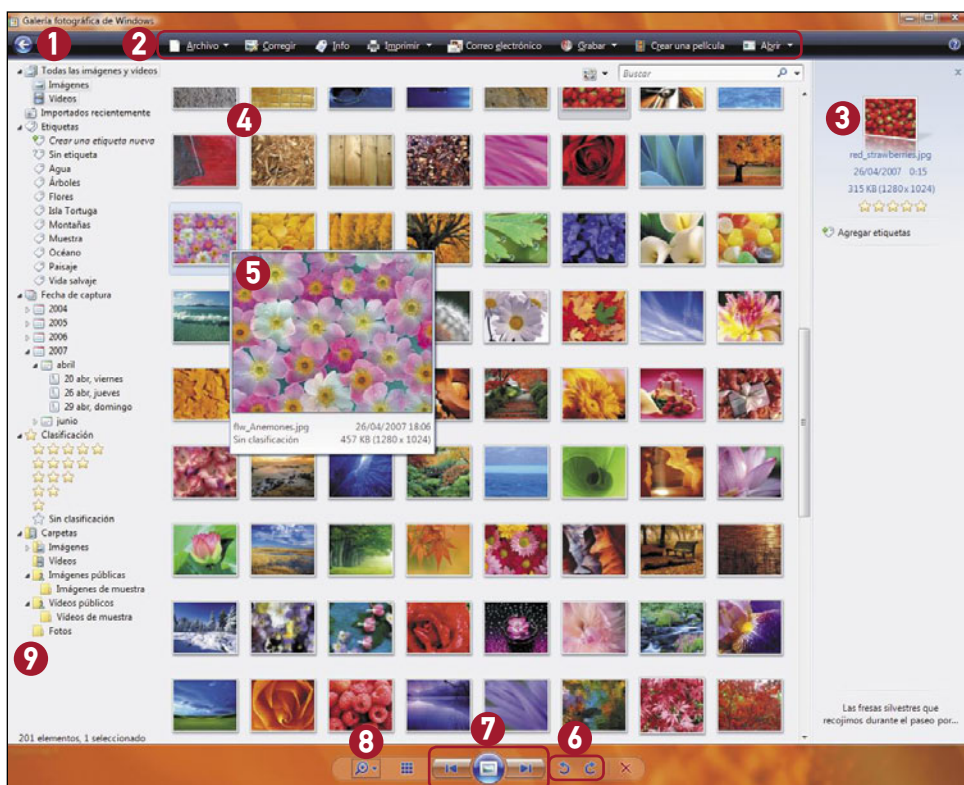 Galería fotográfica de Windows
1
2
Archivo
Corregir
Info
Imprimir
Correo electrónico
Grabar
Crear una película
Abrir
Todas las imágenes y vídeos
Imágenes
Vídeos
Importados recientemente
Etiquetas
Crear una etiqueta nueva
Sin etiqueta
Agua
Árboles
Flores
Isla Tortuga
Montañas
Muestra
Océano
Paisaje
Vida salvaje
Fecha de captura
2004
2005
2006
2007
abril
20 abr, viernes
26 abr, jueves
29 abr, domingo
junio
Clasificación
Sin clasificación
Carpetas
Imágenes
Vídeos
Imágenes públicas
Imágenes de muestra
Vídeos públicos
Vídeos de muestra
Fotos
9
201 elementos, 1 seleccionado
Buscar
4
5
flw_Anemones.jpg 26/04/2007 18:06
Sin clasificación 457 KB (1280 x 1024)
3
red_strawberries.jpg
26/04/2007 0:15
315 KB (1280 x 1024)
Agregar etiquetas
Las fresas silvestres que
recojimos durante el paseo por...
8
7
6